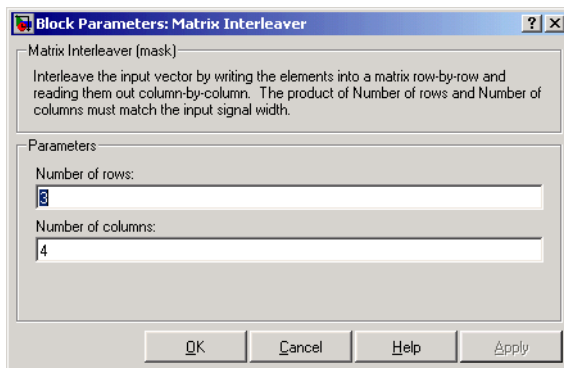 Block Parameters: Matrix Interleaver
Matrix Interleaver (mask)
Interleave the input vector by writing the elements into a matrix row-by-row and
reading them out column-by-column. The product of Number of rows and Number of
columns must match the input signal width.
Parameters
Number of rows:
3
Number of columns:
4
OK Cancel Help Apply